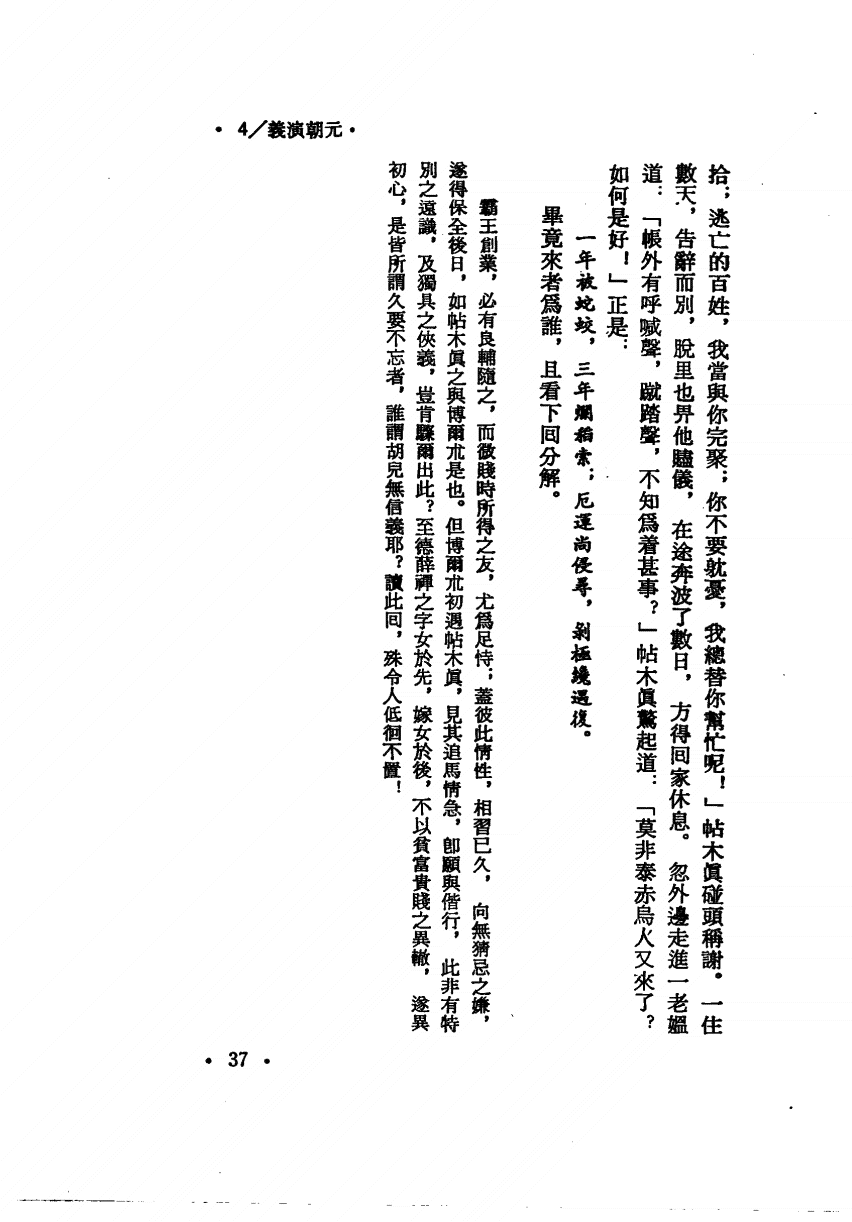 • 4／義演朝元 •
拾；逃亡的百姓，我當與你完聚；你不要躭憂，我總替你幫忙呢！」帖木眞碰頭稱謝。一住
數天，告辭而別，脫里也畀他贐儀，在途奔波了數日，方得囘家休息。忽外邊走進一老嫗
道：「帳外有呼喊聲，蹴踏聲，不知爲着甚事？」帖木眞驚起道：「莫非泰赤烏人又來了？
如何是好！」正是：
一年被蛇蛟，三年爛稻索；厄運尚侵尋，剝極纔遇復。
畢竟來者爲誰，且看下囘分解。
霸王創業，必有良輔隨之，而微賤時所得之友，尤爲足恃；蓋彼此情性，相習已久，向無猜忌之嫌，
遂得保全後日，如帖木眞之與博爾朮是也。但博爾朮初遇帖木眞，見其追馬情急，卽願與偕行，此非有特
別之遠識，及獨具之俠義，豈肯驟爾出此？至德薛禪之字女於先，嫁女於後，不以貧富貴賤之異轍，遂異
初心，是皆所謂久要不忘者，誰謂胡兒無信義耶？讀此囘，殊令人低徊不置！
• 37 •